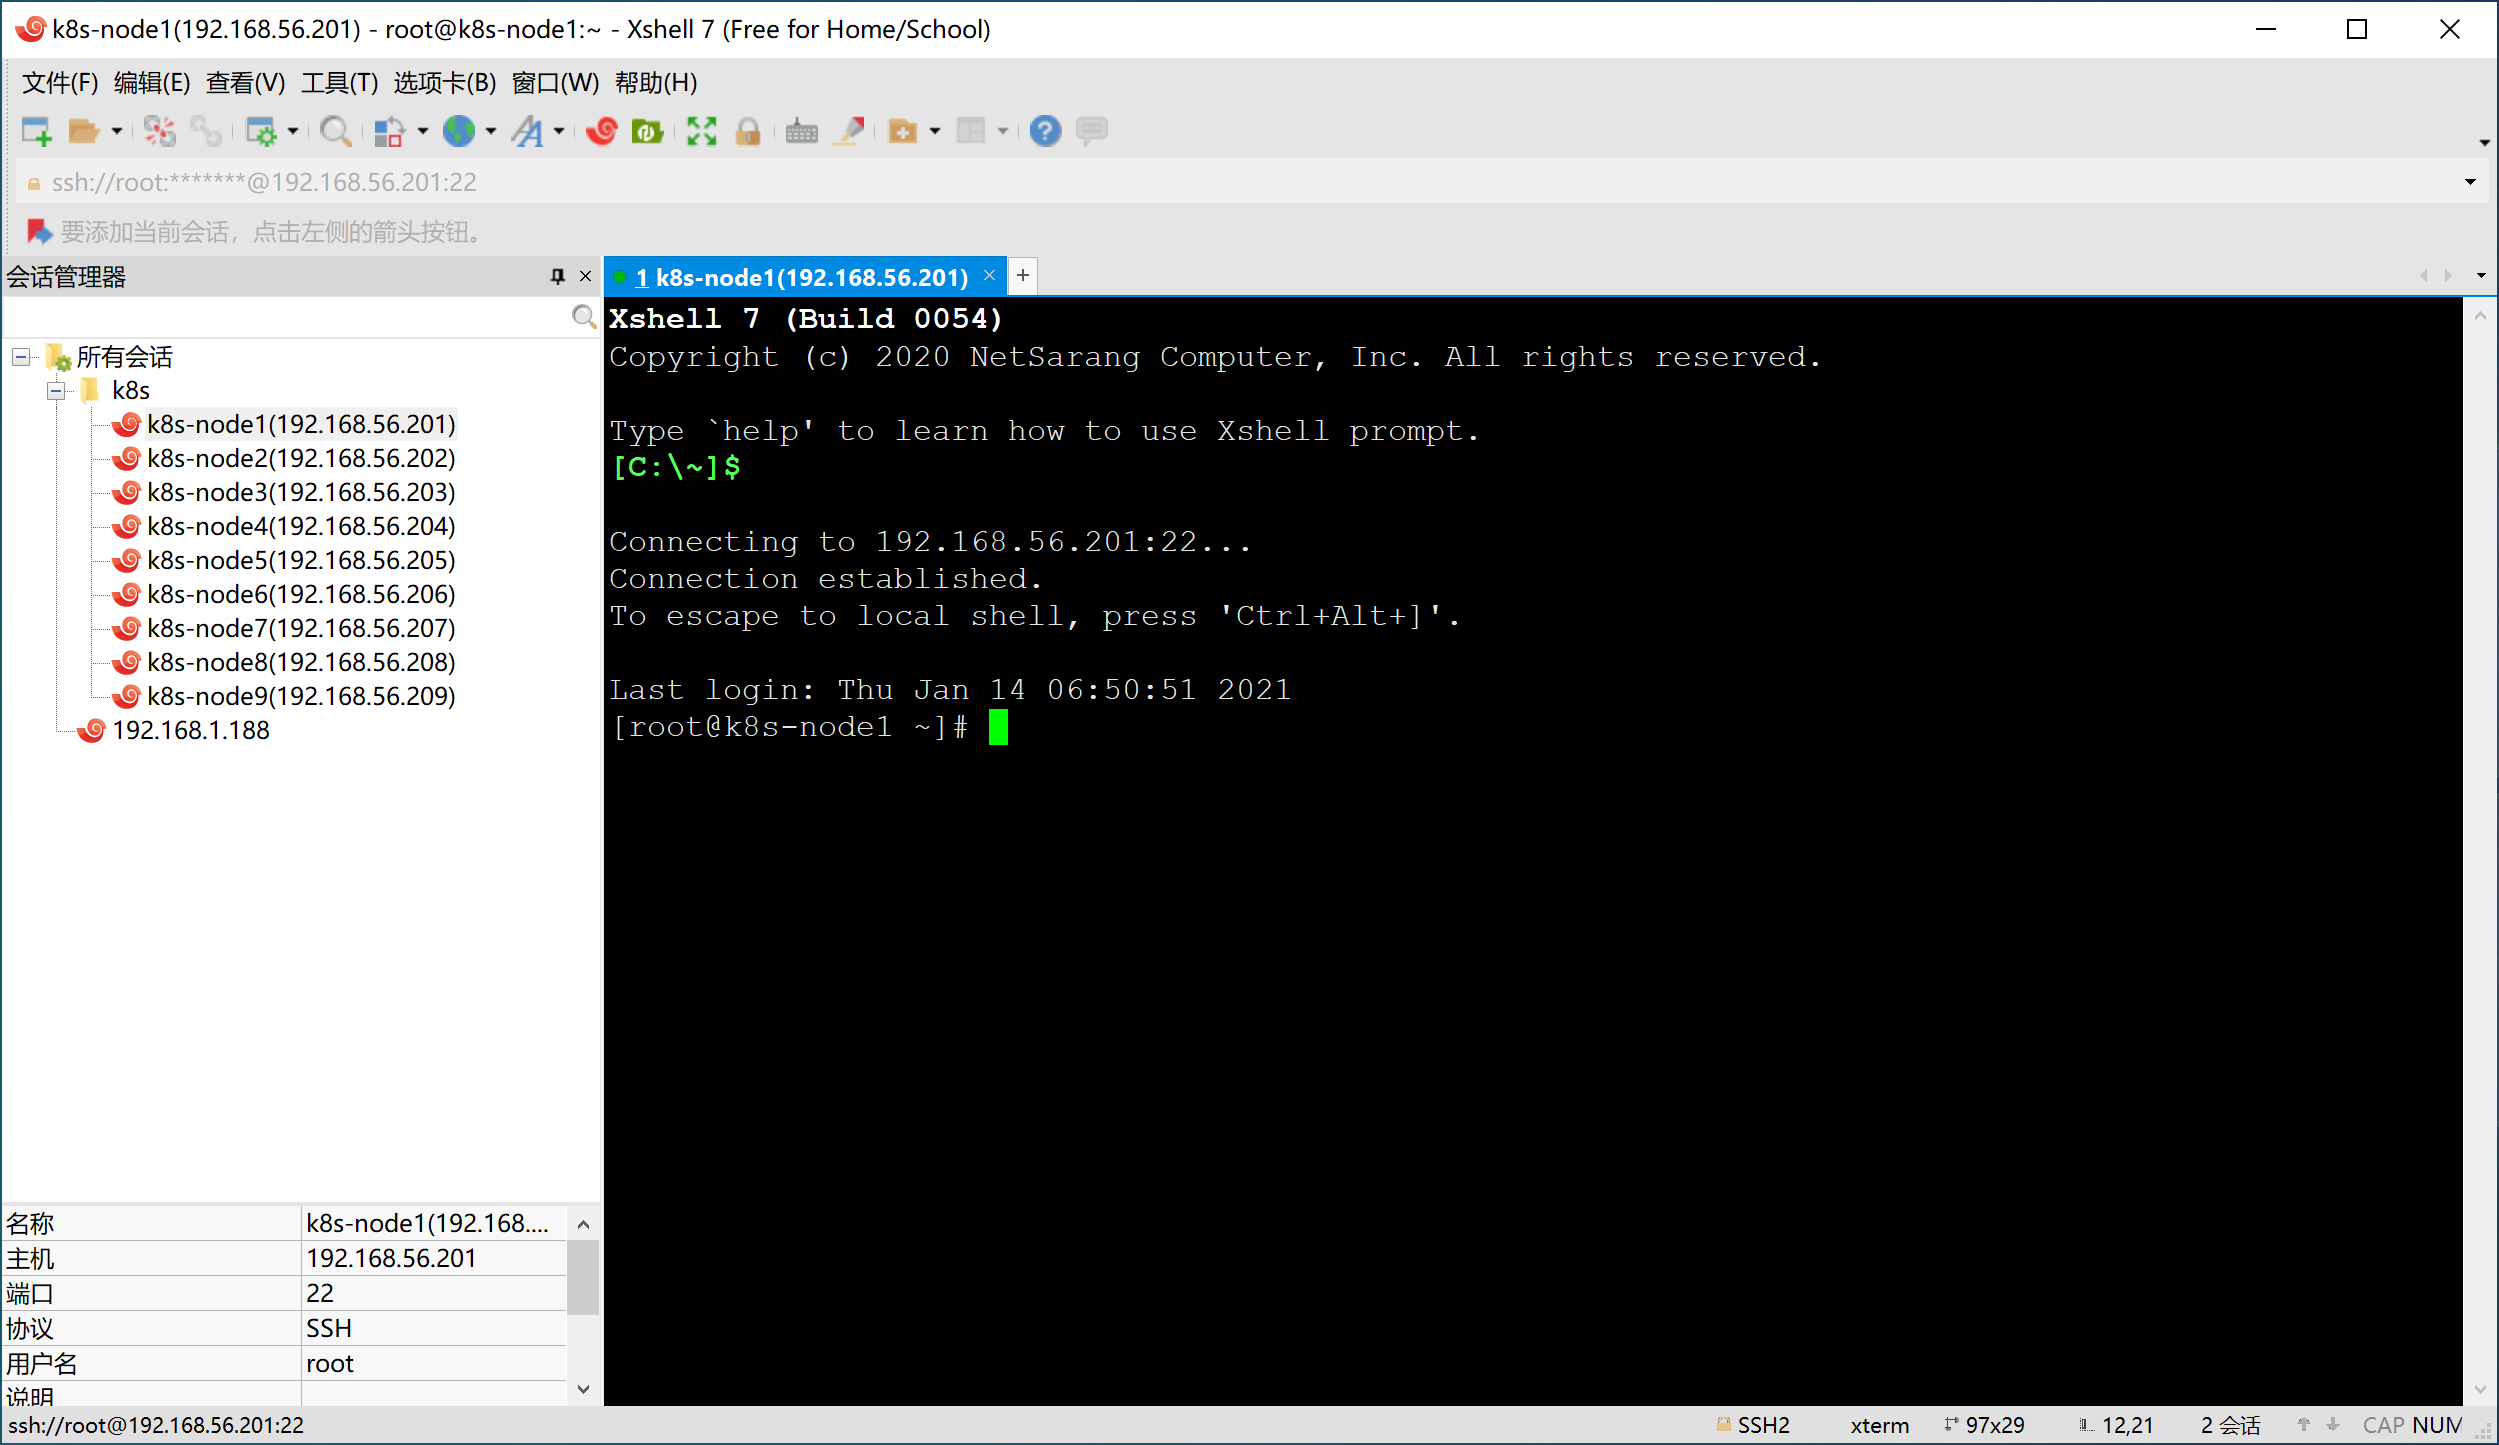 k8s-node1(192.168.56.201) - root@k8s-node1:~ - Xshell 7 (Free for Home/School)
文件(F) 编辑(E) 查看(V) 工具(T) 选项卡(B) 窗口(W) 帮助(H)
ssh://root:*******@192.168.56.201:22
要添加当前会话，点击左侧的箭头按钮。
会话管理器
所有会话
k8s
k8s-node1(192.168.56.201)
k8s-node2(192.168.56.202)
k8s-node3(192.168.56.203)
k8s-node4(192.168.56.204)
k8s-node5(192.168.56.205)
k8s-node6(192.168.56.206)
k8s-node7(192.168.56.207)
k8s-node8(192.168.56.208)
k8s-node9(192.168.56.209)
192.168.1.188
名称 k8s-node1(192.168....
主机 192.168.56.201
端口 22
协议 SSH
用户名 root
说明
1 k8s-node1(192.168.56.201) × +
Xshell 7 (Build 0054)
Copyright (c) 2020 NetSarang Computer, Inc. All rights reserved.
Type `help' to learn how to use Xshell prompt.
[C:\~]$
Connecting to 192.168.56.201:22...
Connection established.
To escape to local shell, press 'Ctrl+Alt+]'.
Last login: Thu Jan 14 06:50:51 2021
[root@k8s-node1 ~]#
ssh://root@192.168.56.201:22 SSH2 xterm 97x29 12,21 2 会话 CAP NUM